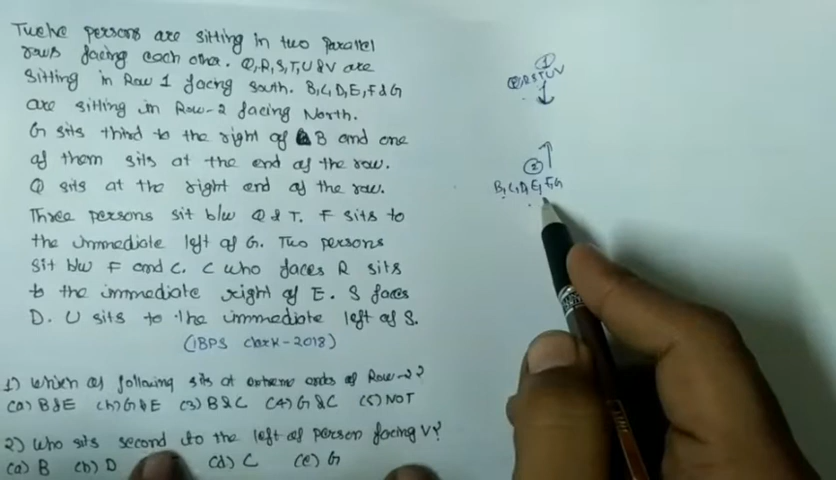 Twelve persons are sitting in two parallel
rows facing each other. Q,R,S,T,U & V are
sitting in Row 1 facing south. B,C,D,E,F & G
are sitting in Row-2 facing North.
G sits third to the right of B and one
of them sits at the end of the row.
Q sits at the right end of the row.
Three persons sit b/w Q & T. F sits to
the immediate left of G. Two persons
sit b/w F and C. C who faces R sits
to the immediate right of E. S faces
D. U sits to the immediate left of S.
(IBPS clerk-2018)
1) which of following sits at extreme ends of Row-2?
(a) B & E (b) G & E (3) B & C (4) G & C (5) NOT
2) Who sits second to the left of person facing V?
(a) B (b) D (d) C (e) G
1
Q,R,S,T,U,V
2
B,C,D,E,F,G